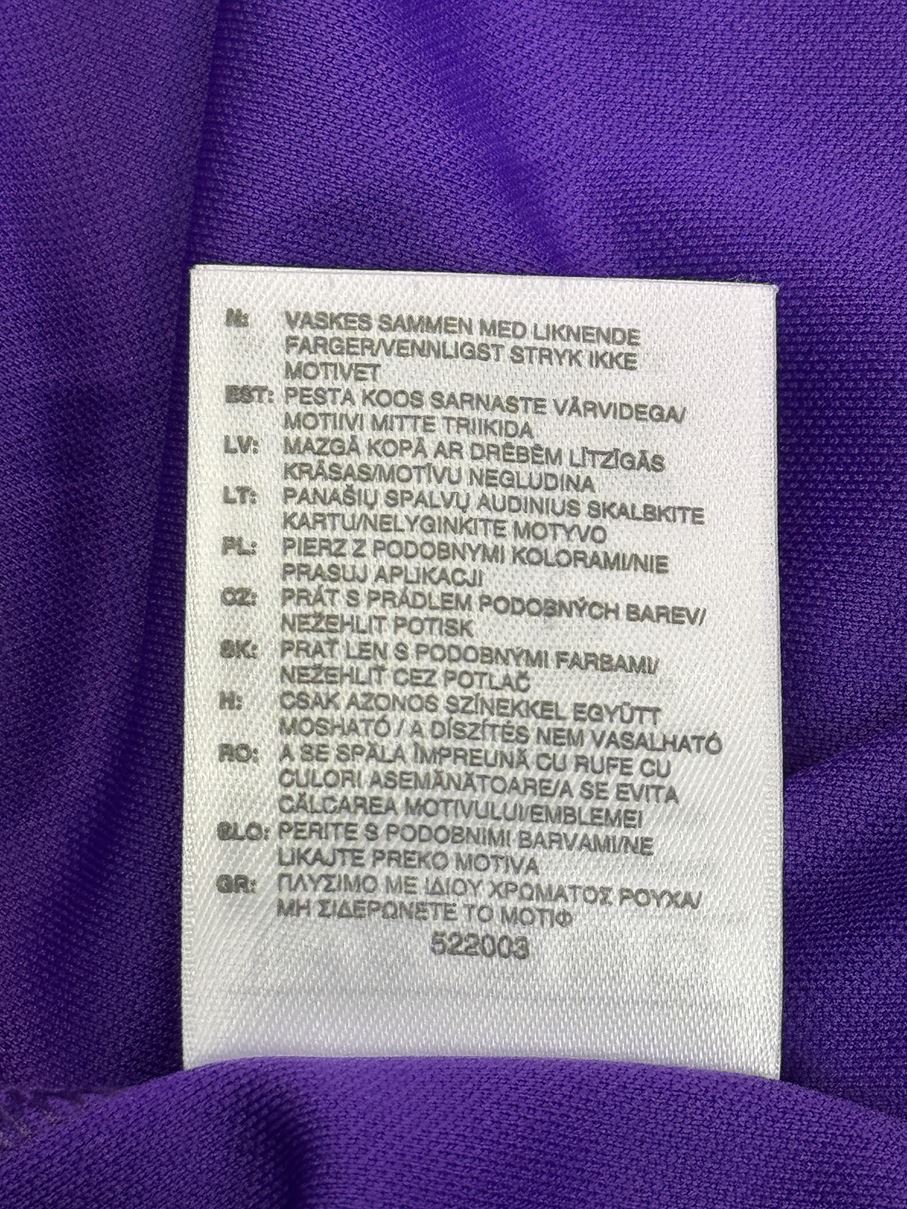 N: VASKES SAMMEN MED LIKNENDE
FARGER/VENNLIGST STRYK IKKE
MOTIVET
EST: PESTA KOOS SARNASTE VÄRVIDEGA/
MOTIIVI MITTE TRIIKIDA
LV: MAZGĀ KOPĀ AR DRĒBĒM LĪTZĪGĀS
KRĀSAS/MOTĪVU NEGLUDINA
LT: PANAŠIŲ SPALVŲ AUDINIUS SKALBKITE
KARTU/NELYGINKITE MOTYVO
PL: PIERZ Z PODOBNYMI KOLORAMI/NIE
PRASUJ APLIKACJI
CZ: PRÁT S PRÁDLEM PODOBNÝCH BAREV/
NEŽEHLIT POTISK
SK: PRAŤ LEN S PODOBNÝMI FARBAMI/
NEŽEHLIŤ CEZ POTLAČ
H: CSAK AZONOS SZÍNEKKEL EGYÜTT
MOSHATÓ / A DÍSZÍTÉS NEM VASALHATÓ
RO: A SE SPĂLA ÎMPREUNĂ CU RUFE CU
CULORI ASEMĂNĂTOARE/A SE EVITA
CĂLCAREA MOTIVULUI/EMBLEMEI
SLO: PERITE S PODOBNIMI BARVAMI/NE
LIKAJTE PREKO MOTIVA
GR: ΠΛΥΣΙΜΟ ΜΕ ΙΔΙΟΥ ΧΡΩΜΑΤΟΣ ΡΟΥΧΑ/
ΜΗ ΣΙΔΕΡΩΝΕΤΕ ΤΟ ΜΟΤΙΦ
522003